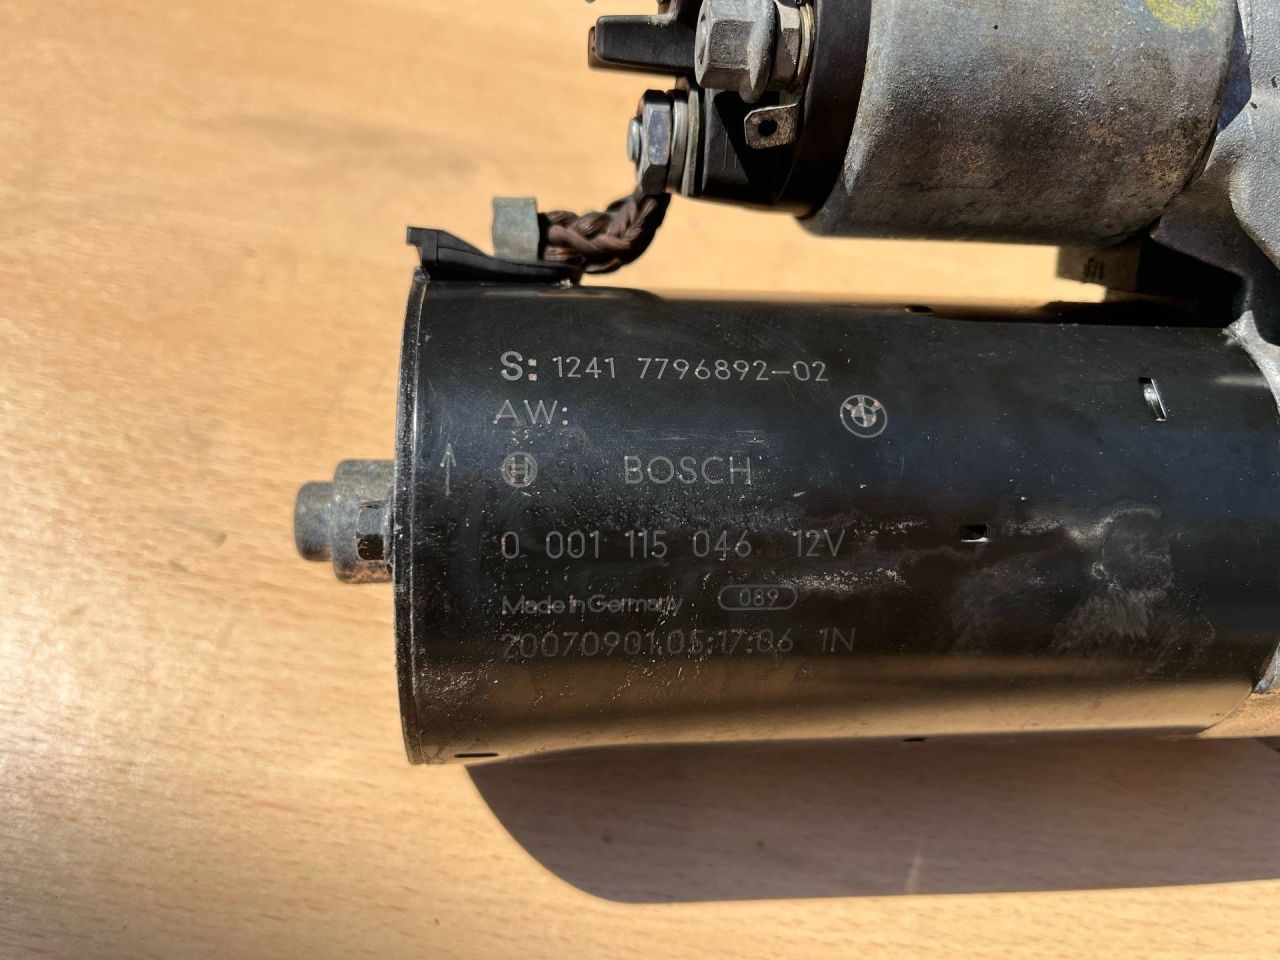 S: 1241 7796892-02
AW:
BOSCH
0 001 115 046 12V
Made in Germany 089
20070901.05:17:06 1N